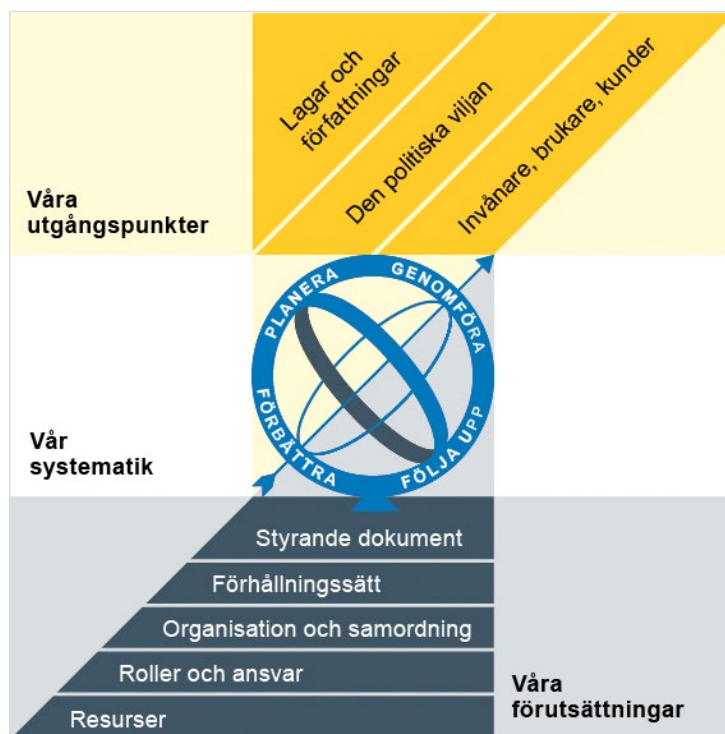 Lagar och
författningar
Den politiska viljan
Invånare, brukare, kunder
Våra
utgångspunkter
PLANERA
GENOMFÖRA
FÖLJA UPP
FÖRBÄTTRA
Vår
systematik
Styrande dokument
Förhållningssätt
Organisation och samordning
Roller och ansvar
Resurser
Våra
förutsättningar